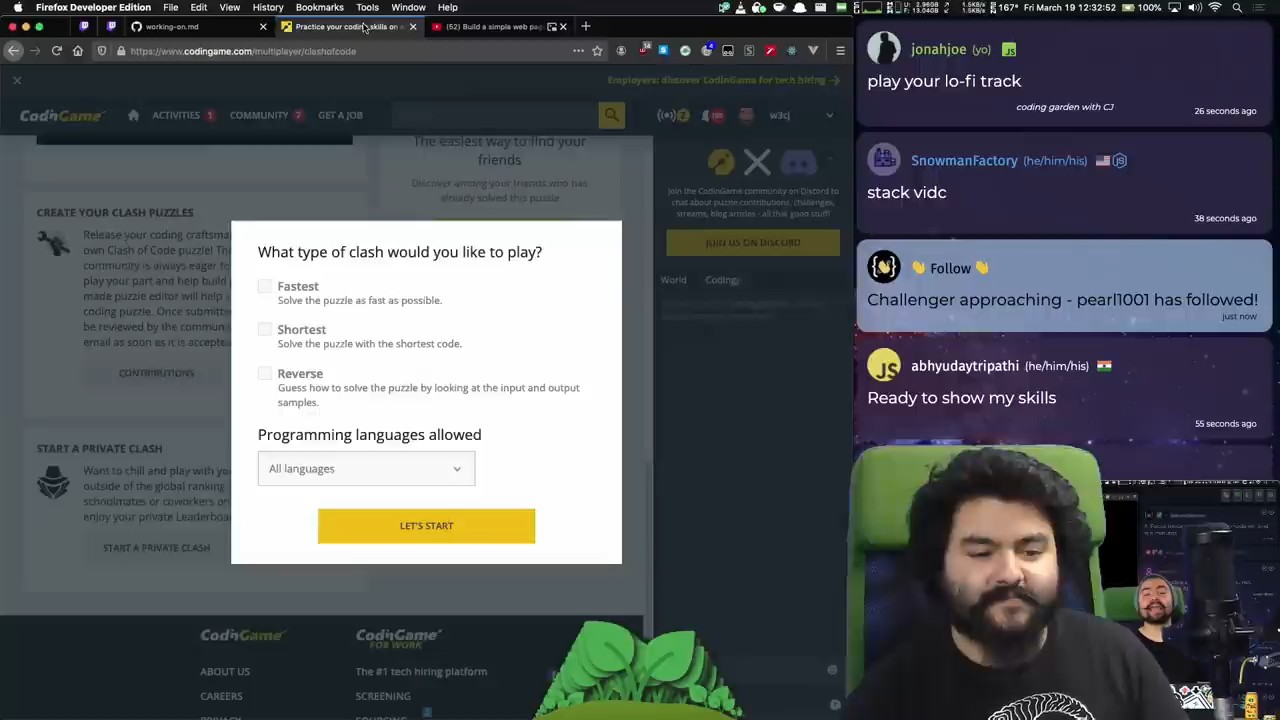 Firefox Developer Edition File Edit View History Bookmarks Tools Window Help
167° 100% Fri March 19 12:32:52
working-on.md
Practice your coding skills on
(52) Build a simple web page
https://www.codingame.com/multiplayer/clashofcode
Employers: discover CodinGame for tech hiring
CodinGame
ACTIVITIES 1
COMMUNITY 7
GET A JOB
w3cj
The easiest way to find your
friends
Discover among your friends who has
already solved this puzzle
Join the CodinGame community on Discord to
chat about puzzle contributions, challenges,
streams, blog articles - all that good stuff!
JOIN US ON DISCORD
World
CREATE YOUR CLASH PUZZLES
Release your coding
own Clash of Code puzzle!
community is always eager
play your part and help
made puzzle editor will help
coding puzzle. Once
be reviewed by the
email as soon as it is
CONTRIBUTIONS
START A PRIVATE CLASH
Want to chill and play with
outside of the global ranking
schoolmates or coworkers
enjoy your private
START A PRIVATE CLASH
What type of clash would you like to play?
Fastest
Solve the puzzle as fast as possible.
Shortest
Solve the puzzle with the shortest code.
Reverse
Guess how to solve the puzzle by looking at the input and output
samples.
Programming languages allowed
All languages
LET'S START
CodinGame
ABOUT US
CAREERS
CodinGame
FOR WORK
The #1 tech hiring platform
SCREENING
jonahjoe (yo) JS
play your lo-fi track
coding garden with CJ
26 seconds ago
SnowmanFactory (he/him/his)
stack vidc
38 seconds ago
Follow
Challenger approaching - pearl1001 has followed!
just now
JS
abhyudaytripathi (he/him/his)
Ready to show my skills
55 seconds ago